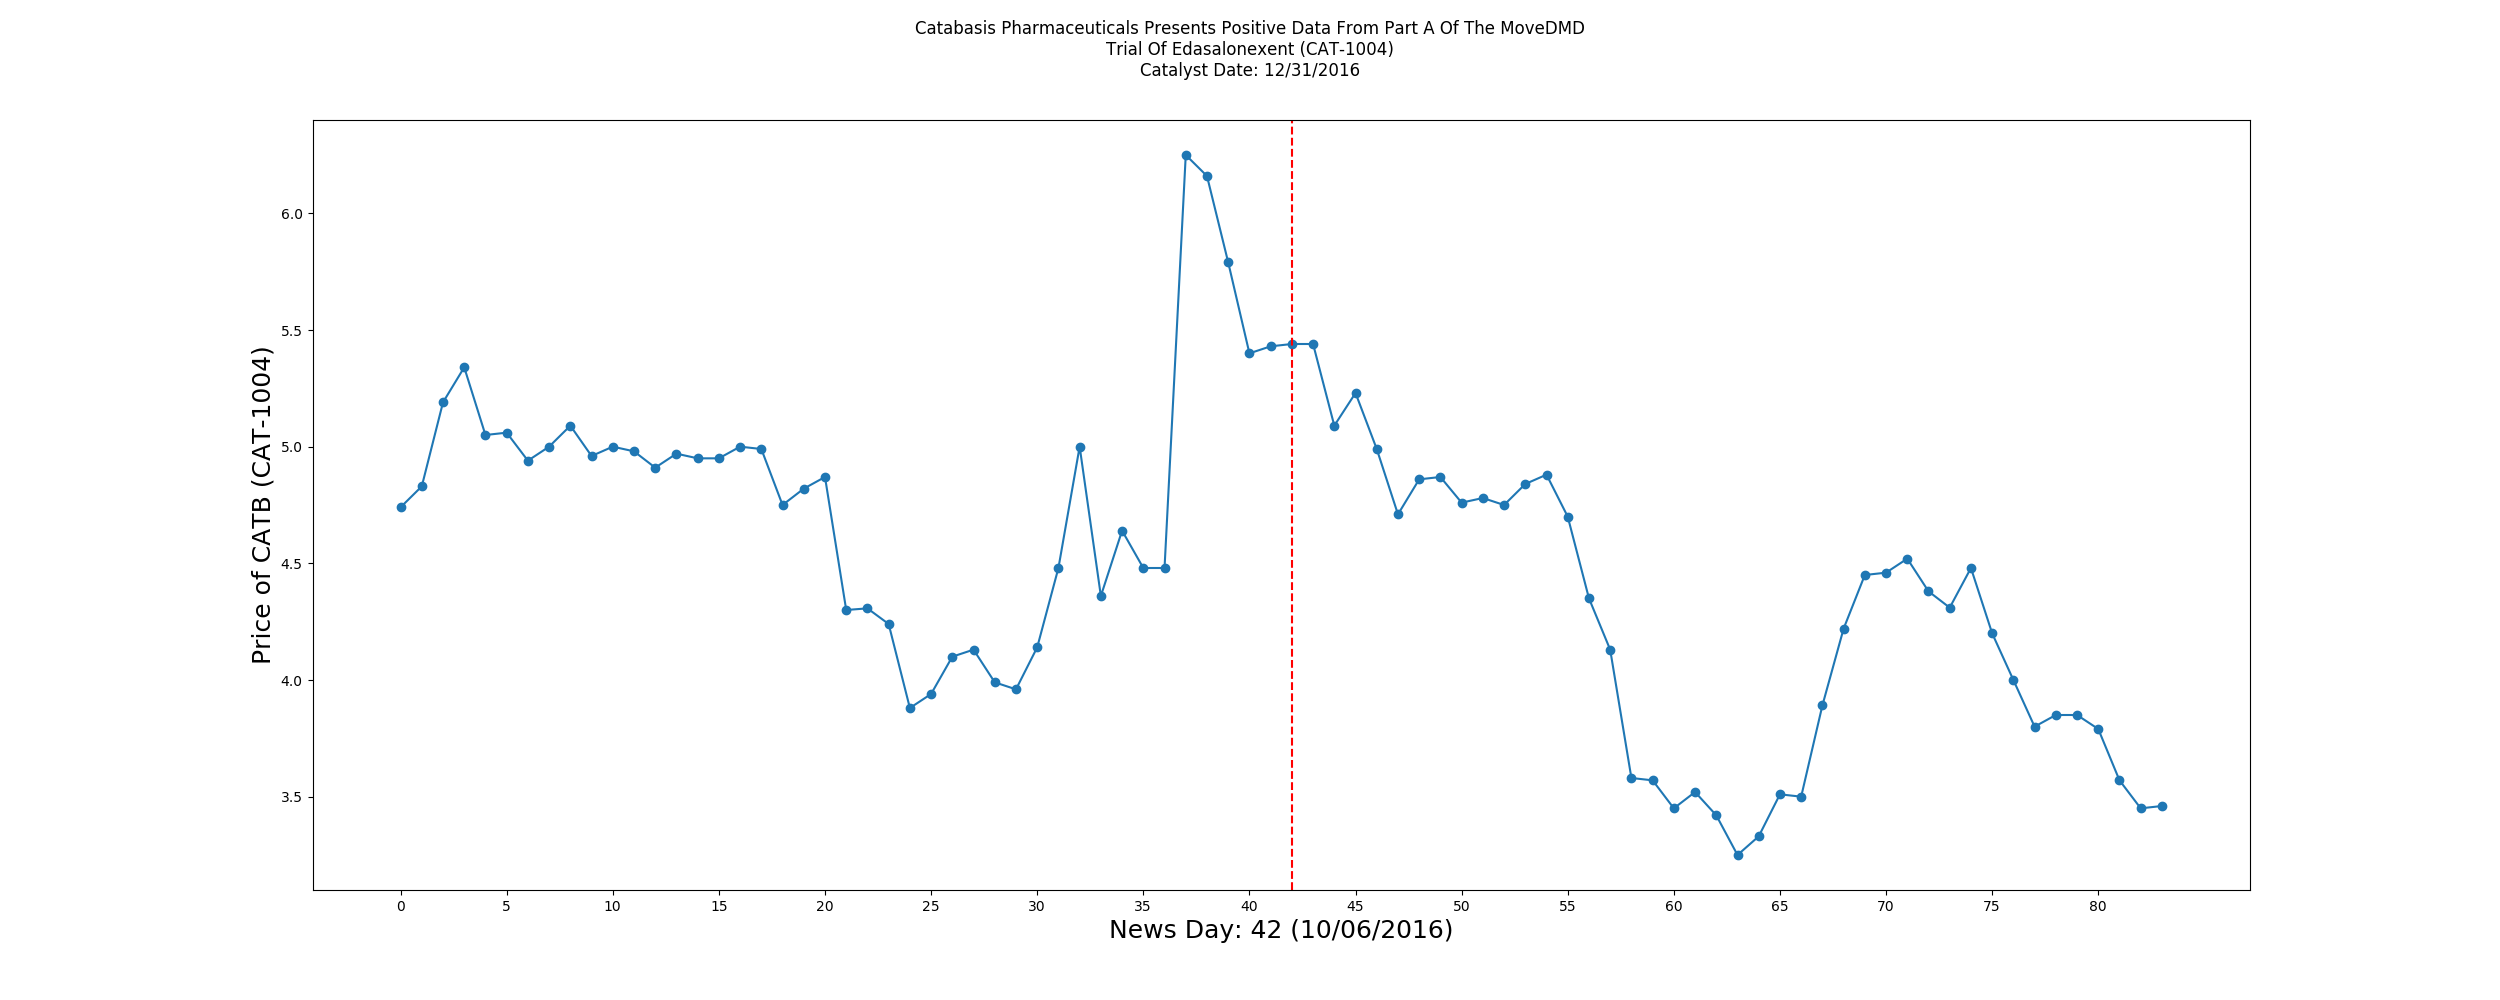 Catabasis Pharmaceuticals Presents Positive Data From Part A Of The MoveDMD
Trial Of Edasalonexent (CAT-1004)
Catalyst Date: 12/31/2016
Price of CATB (CAT-1004)
6.0
5.5
5.0
4.5
4.0
3.5
0 5 10 15 20 25 30 35 40 45 50 55 60 65 70 75 80
News Day: 42 (10/06/2016)